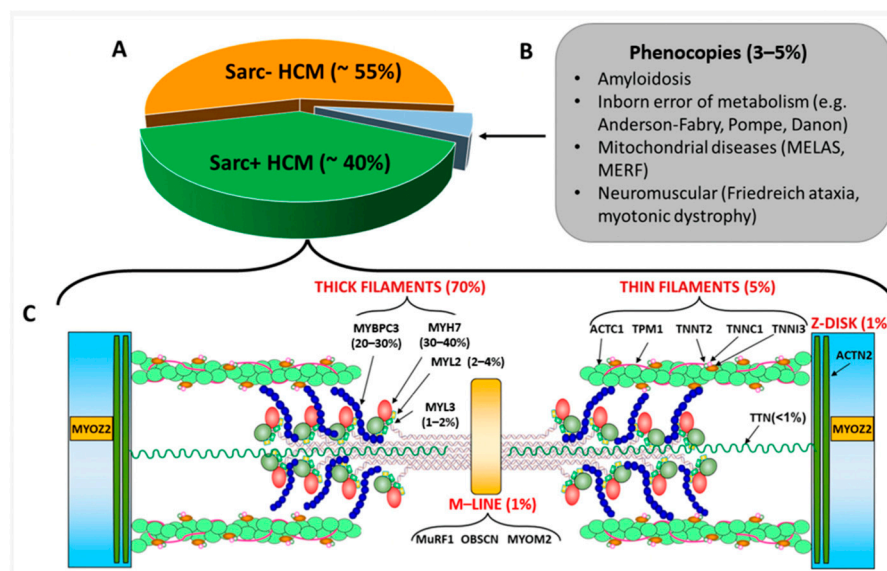 A
Sarc- HCM (~ 55%)
Sarc+ HCM (~ 40%)
B
Phenocopies (3–5%)
• Amyloidosis
• Inborn error of metabolism (e.g.
Anderson-Fabry, Pompe, Danon)
• Mitochondrial diseases (MELAS,
MERF)
• Neuromuscular (Friedreich ataxia,
myotonic dystrophy)
C
THICK FILAMENTS (70%)
MYBPC3
(20–30%)
MYH7
(30–40%)
MYL2 (2–4%)
MYL3
(1–2%)
THIN FILAMENTS (5%)
ACTC1 TPM1 TNNT2 TNNC1 TNNI3
Z-DISK (1%
ACTN2
MYOZ2
TTN(<1%)
MYOZ2
M–LINE (1%)
MuRF1 OBSCN MYOM2